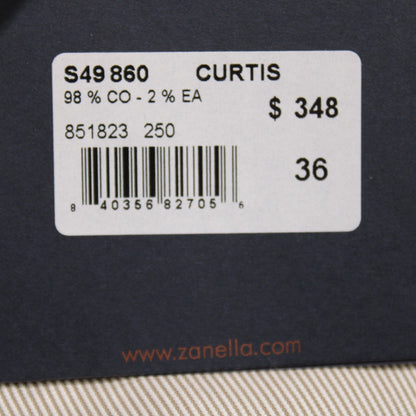 S49 860 CURTIS
98 % CO - 2 % EA
$ 348
851823 250
36
8 40356 82705 6
www.zanella.com